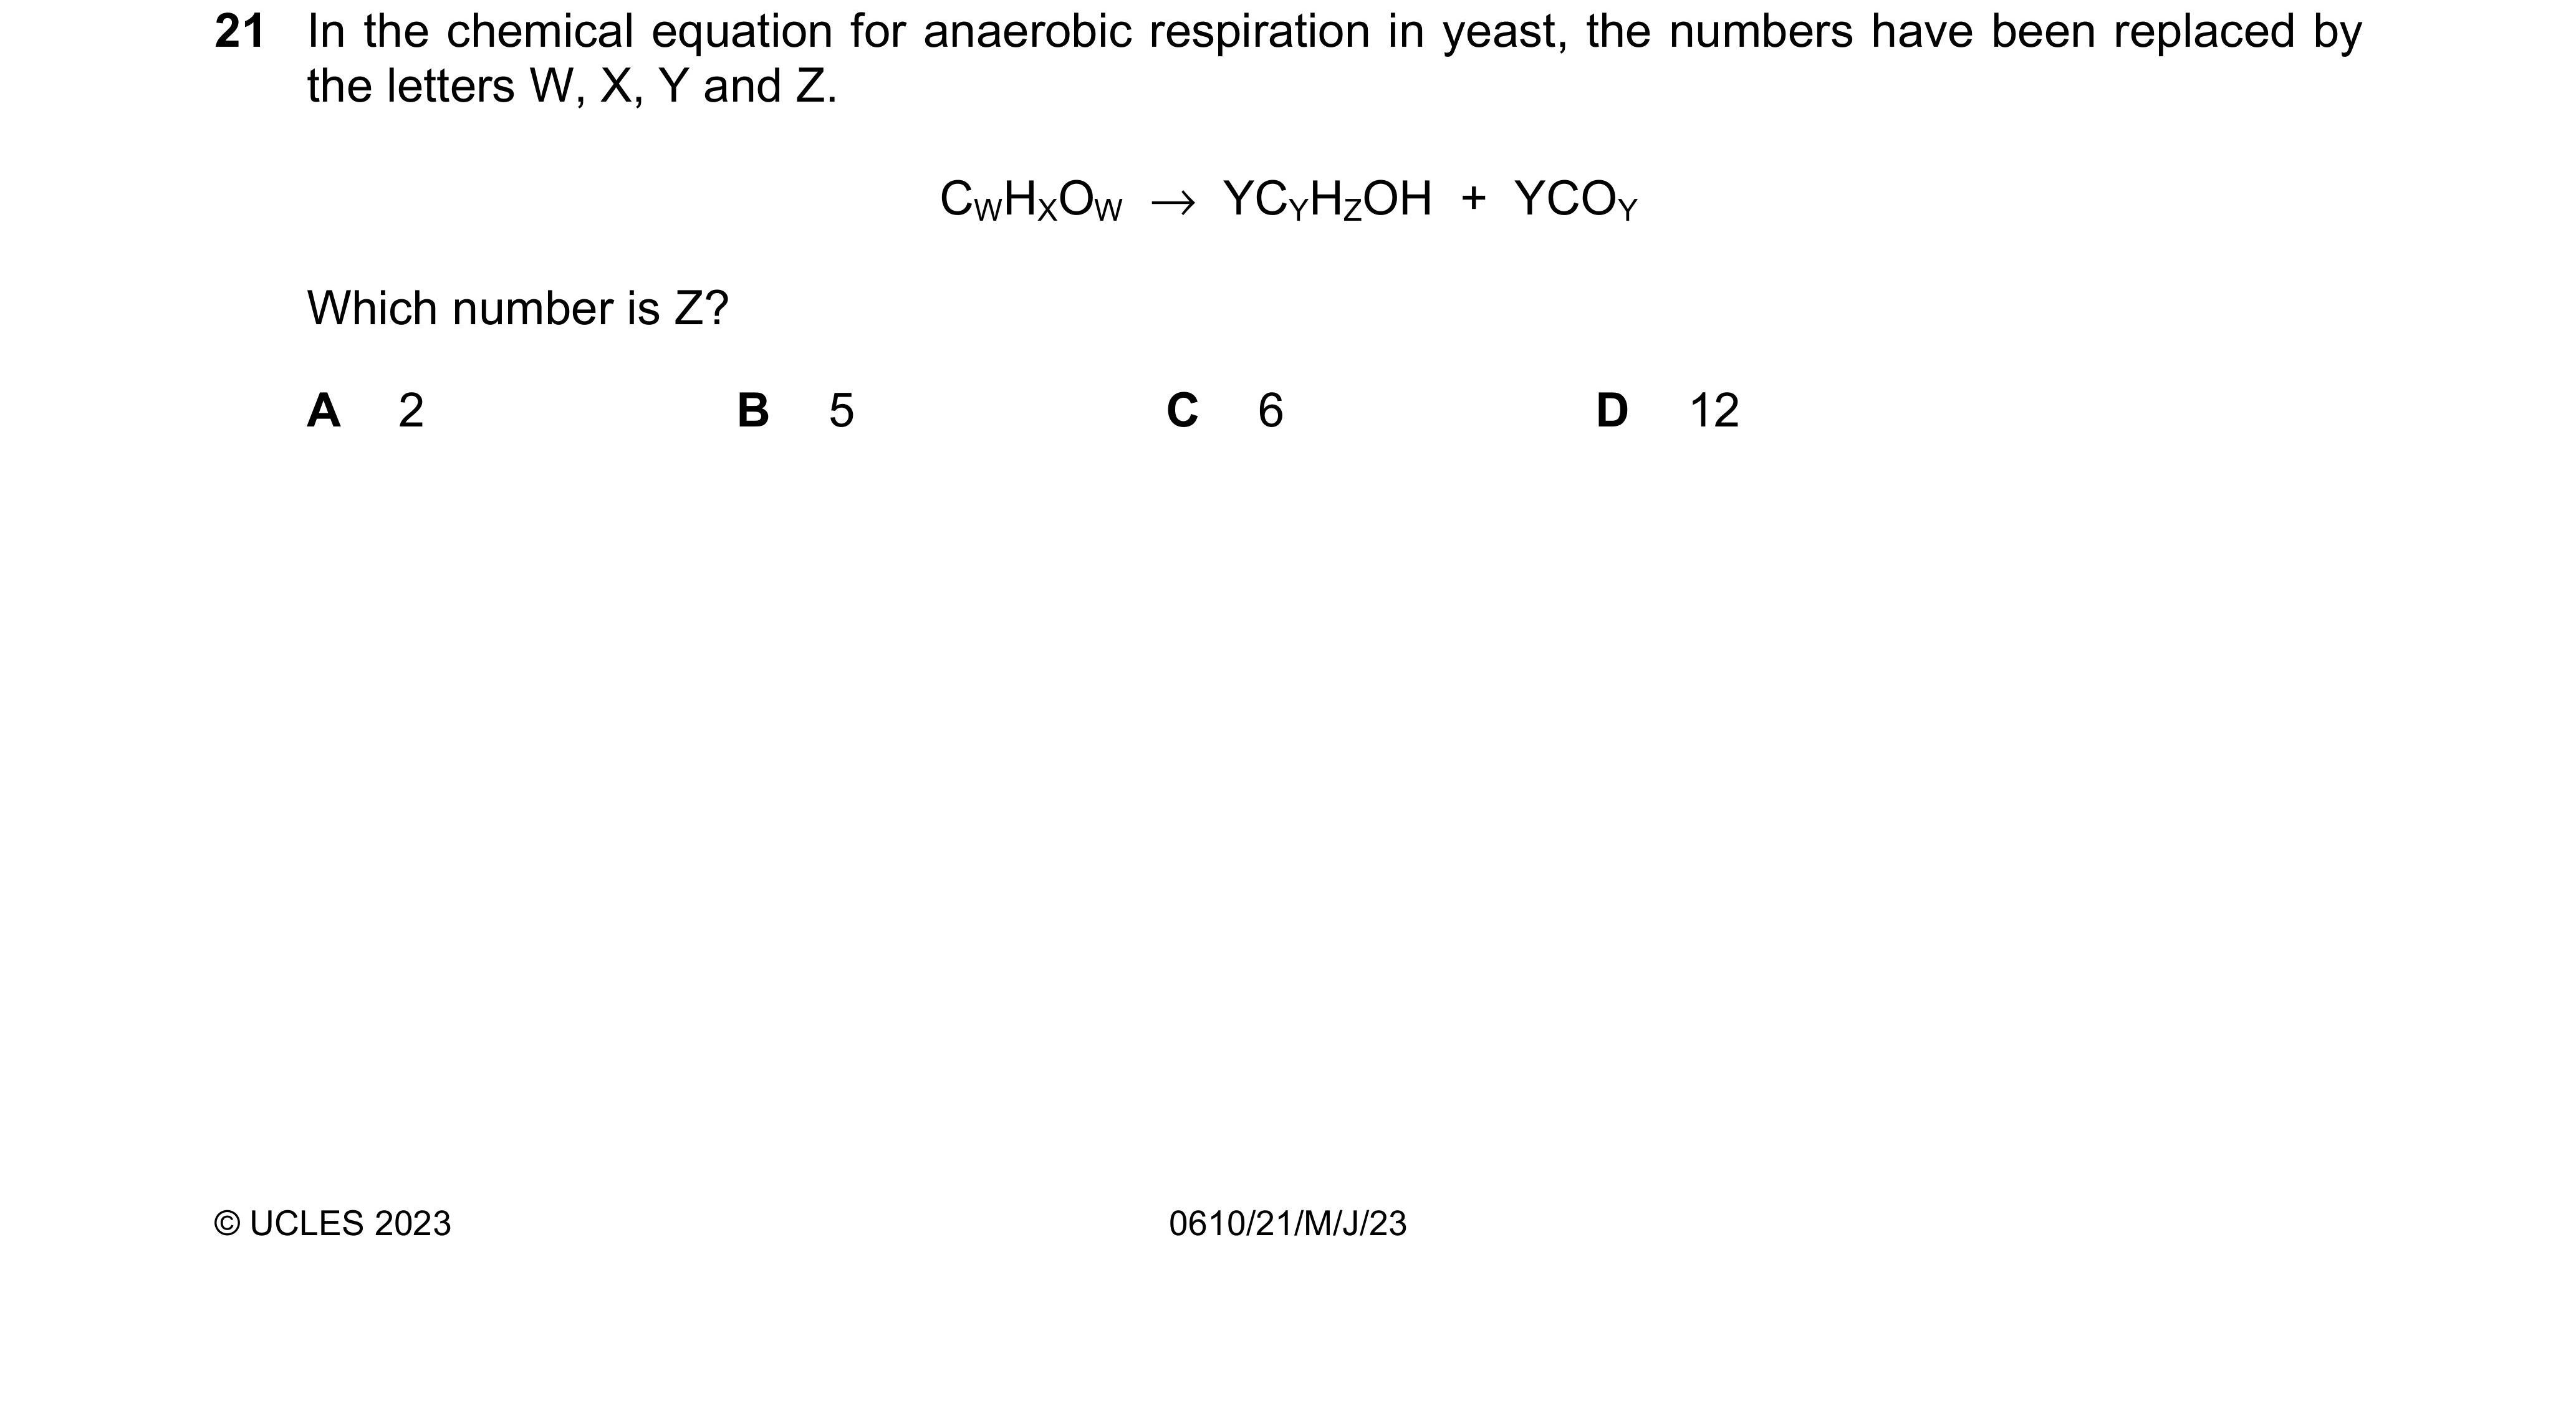 21 In the chemical equation for anaerobic respiration in yeast, the numbers have been replaced by
the letters W, X, Y and Z.
C_WH_XO_W → YC_YH_ZOH + YCO_Y
Which number is Z?
A 2 B 5 C 6 D 12
© UCLES 2023 0610/21/M/J/23